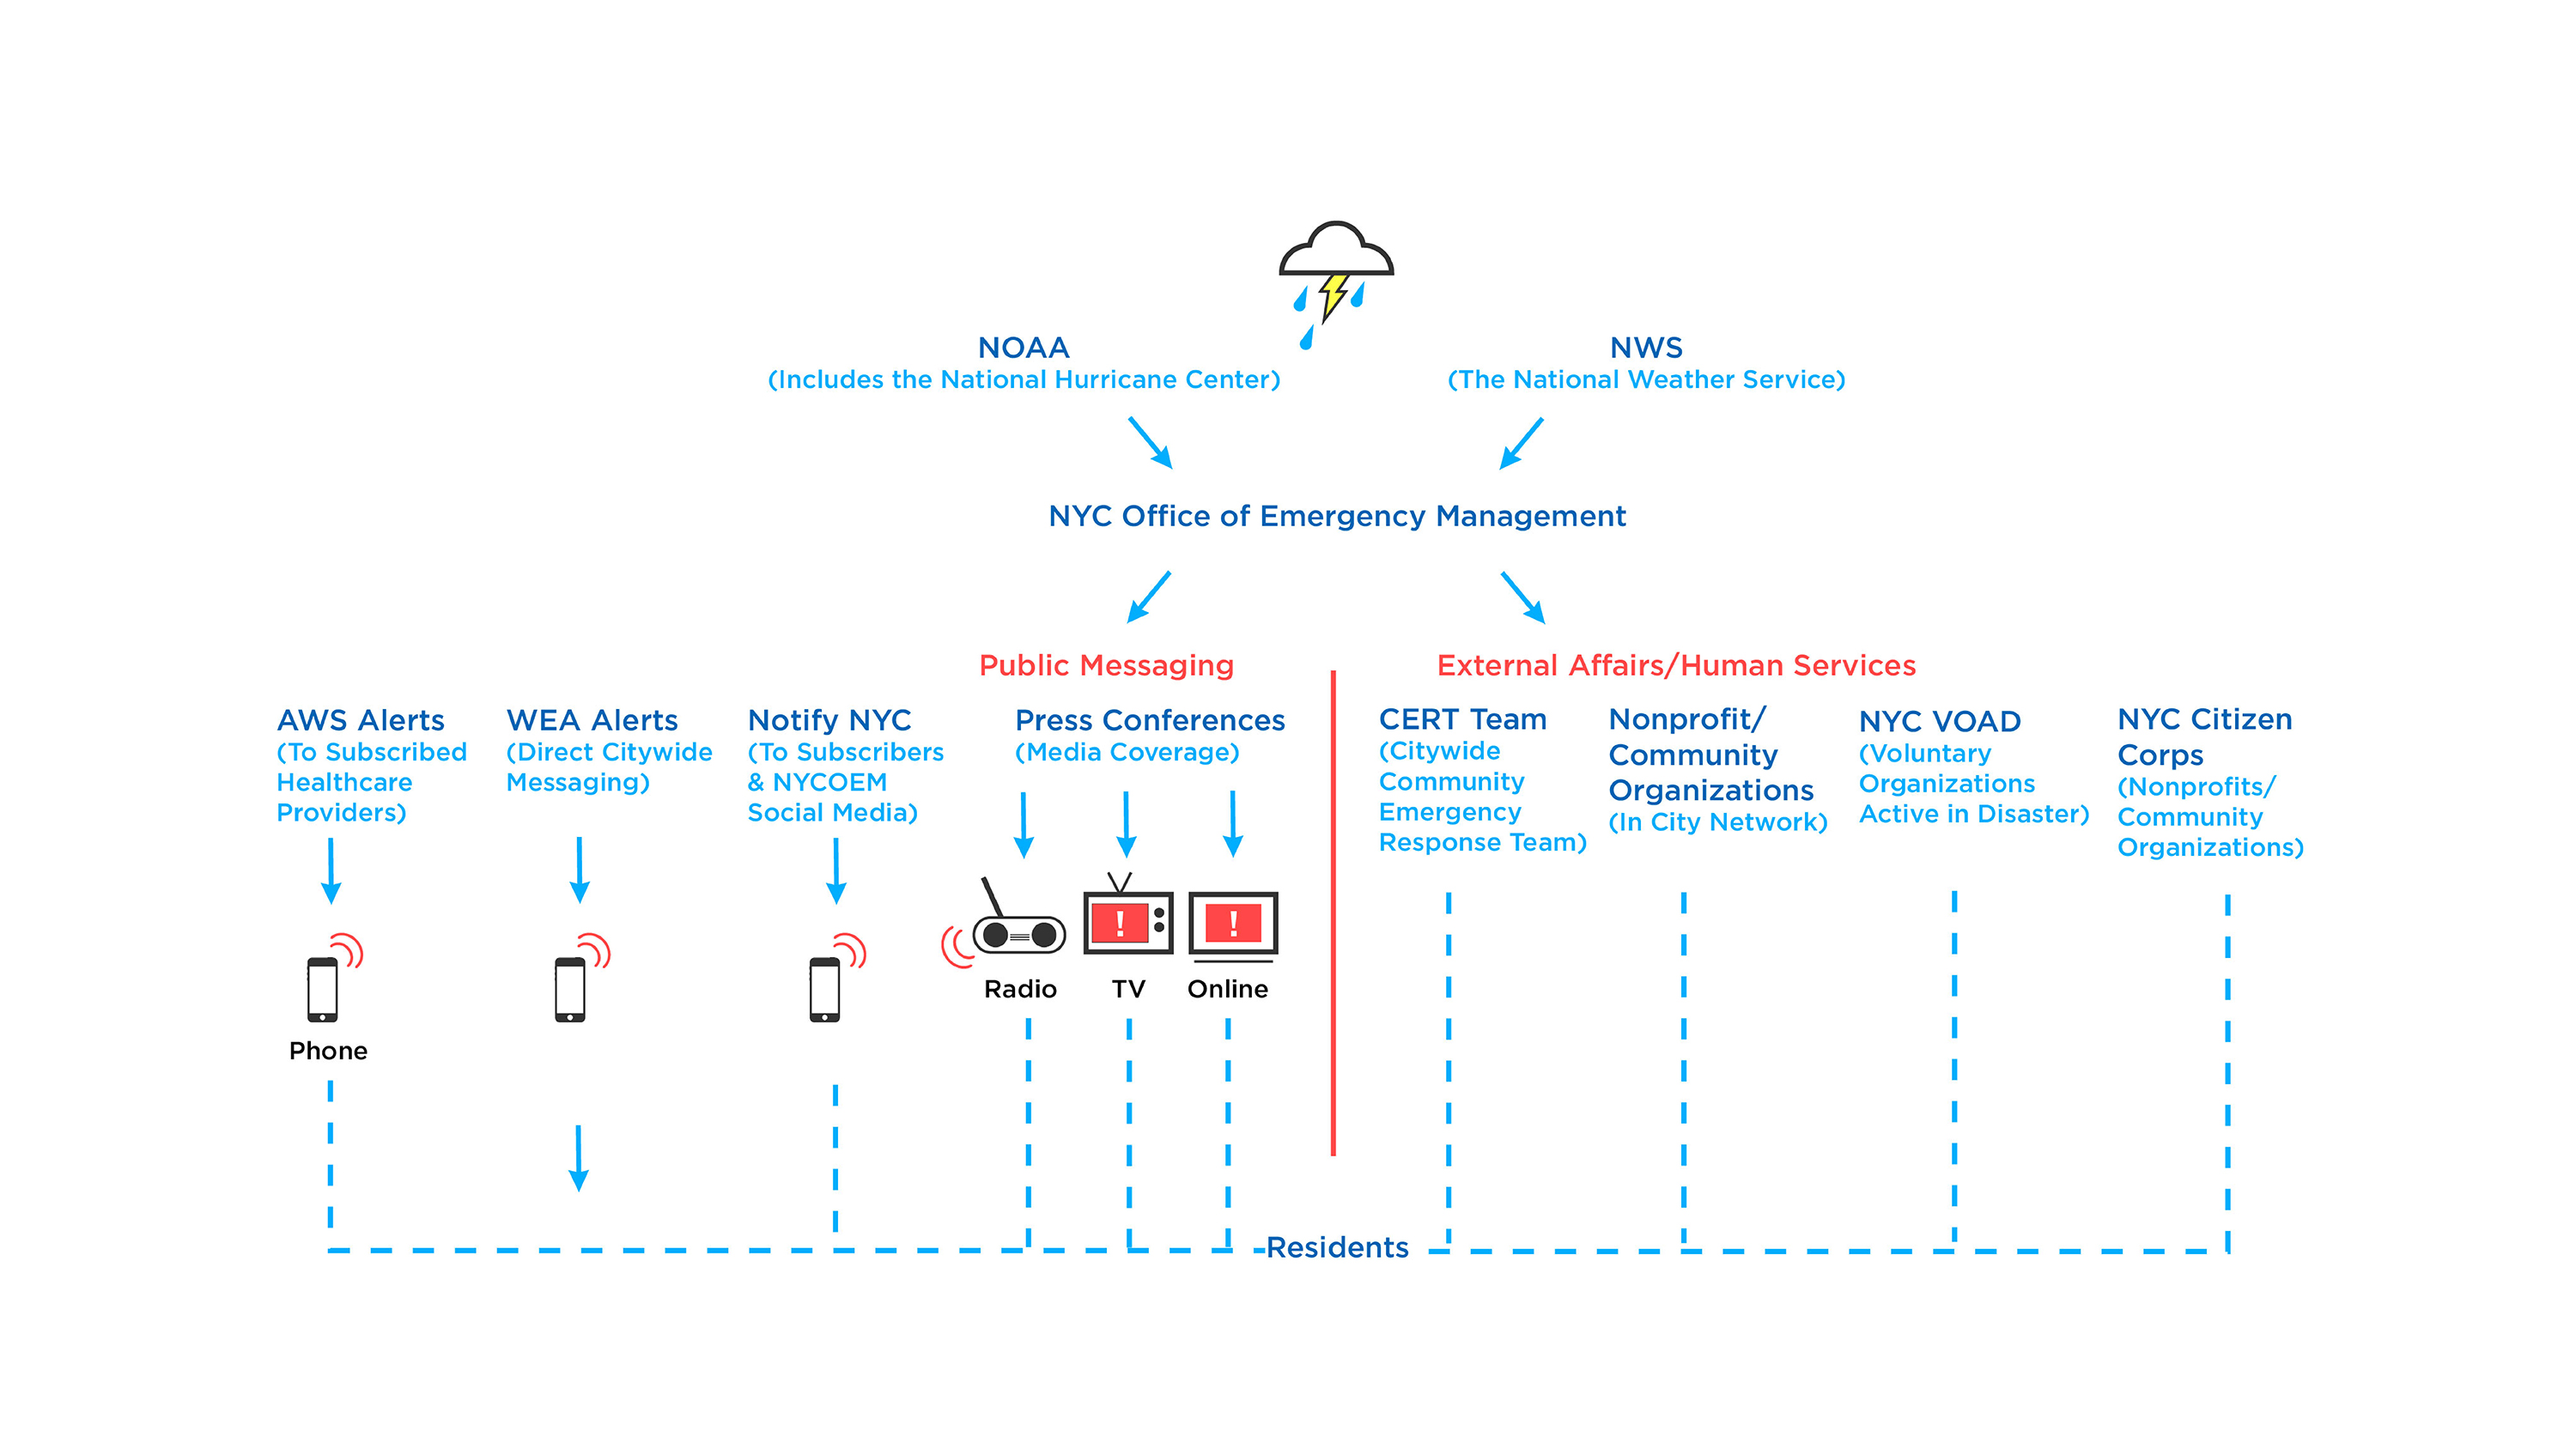 NOAA
(Includes the National Hurricane Center)
NWS
(The National Weather Service)
NYC Office of Emergency Management
Public Messaging
External Affairs/Human Services
AWS Alerts
(To Subscribed
Healthcare
Providers)
WEA Alerts
(Direct Citywide
Messaging)
Notify NYC
(To Subscribers
& NYCOEM
Social Media)
Press Conferences
(Media Coverage)
CERT Team
(Citywide
Community
Emergency
Response Team)
Nonprofit/
Community
Organizations
(In City Network)
NYC VOAD
(Voluntary
Organizations
Active in Disaster)
NYC Citizen
Corps
(Nonprofits/
Community
Organizations)
!
!
Radio
TV
Online
Phone
Residents